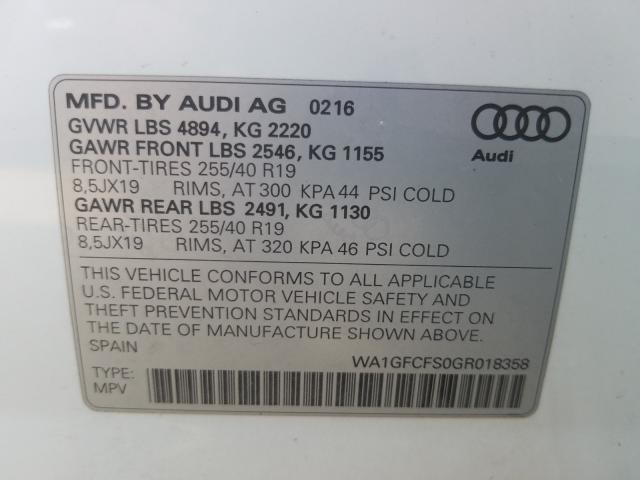 MFD. BY AUDI AG 0216
GVWR LBS 4894, KG 2220
GAWR FRONT LBS 2546, KG 1155
FRONT-TIRES 255/40 R19
8,5JX19 RIMS, AT 300 KPA 44 PSI COLD
GAWR REAR LBS 2491, KG 1130
REAR-TIRES 255/40 R19
8,5JX19 RIMS, AT 320 KPA 46 PSI COLD
Audi
THIS VEHICLE CONFORMS TO ALL APPLICABLE
U.S. FEDERAL MOTOR VEHICLE SAFETY AND
THEFT PREVENTION STANDARDS IN EFFECT ON
THE DATE OF MANUFACTURE SHOWN ABOVE.
SPAIN
WA1GFCFS0GR018358
TYPE:
MPV